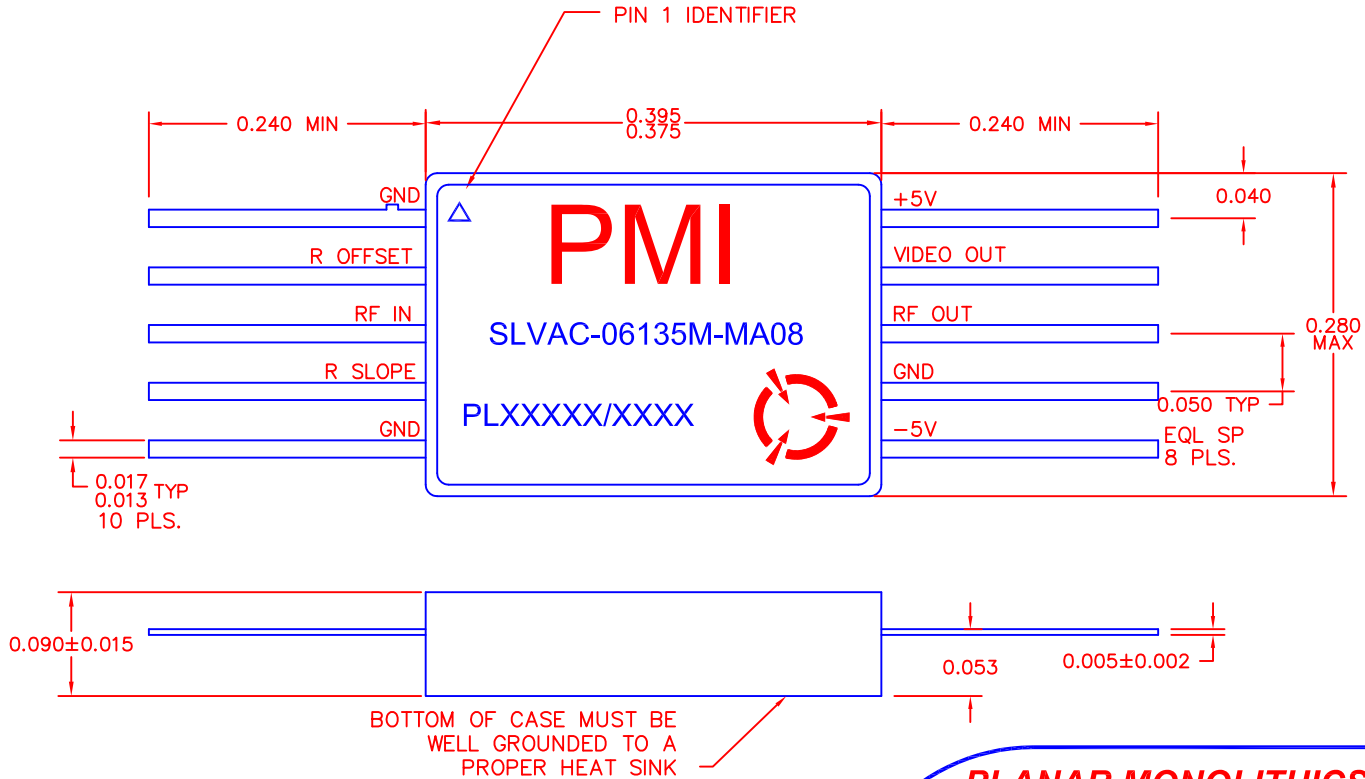 PIN 1 IDENTIFIER
0.240 MIN
0.395
0.375
0.240 MIN
GND
R OFFSET
RF IN
R SLOPE
GND
PMI
SLVAC-06135M-MA08
PLXXXXX/XXXX
+5V
VIDEO OUT
RF OUT
GND
-5V
0.040
0.280
MAX
0.050 TYP
EQL SP
8 PLS.
0.017
0.013 TYP
10 PLS.
0.090±0.015
0.053
0.005±0.002
BOTTOM OF CASE MUST BE
WELL GROUNDED TO A
PROPER HEAT SINK
PLANAR MONOLITHICS